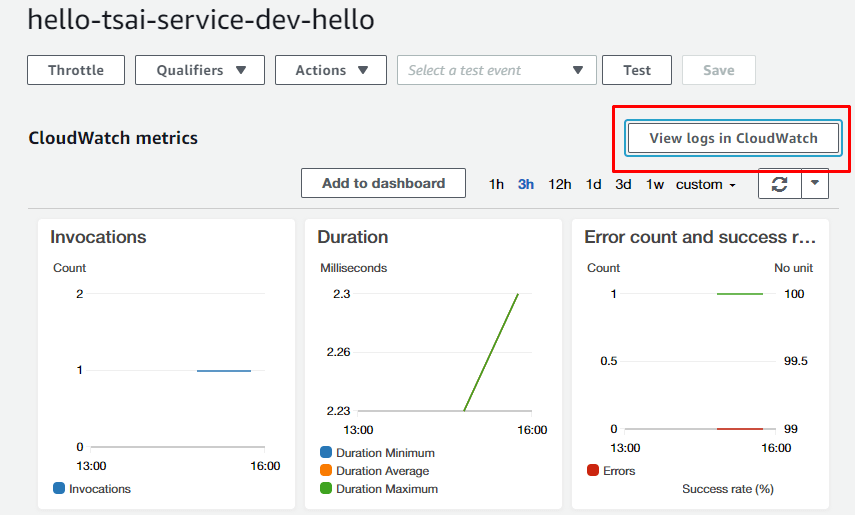 hello-tsai-service-dev-hello
Throttle Qualifiers Actions Select a test event Test Save
CloudWatch metrics View logs in CloudWatch
Add to dashboard 1h 3h 12h 1d 3d 1w custom
Invocations
Count
2
1
0
13:00 16:00
Invocations
Duration
Milliseconds
2.3
2.26
2.23
13:00 16:00
Duration Minimum
Duration Average
Duration Maximum
Error count and success r...
Count No unit
1 100
0.5 99.5
0 99
13:00 16:00
Errors
Success rate (%)